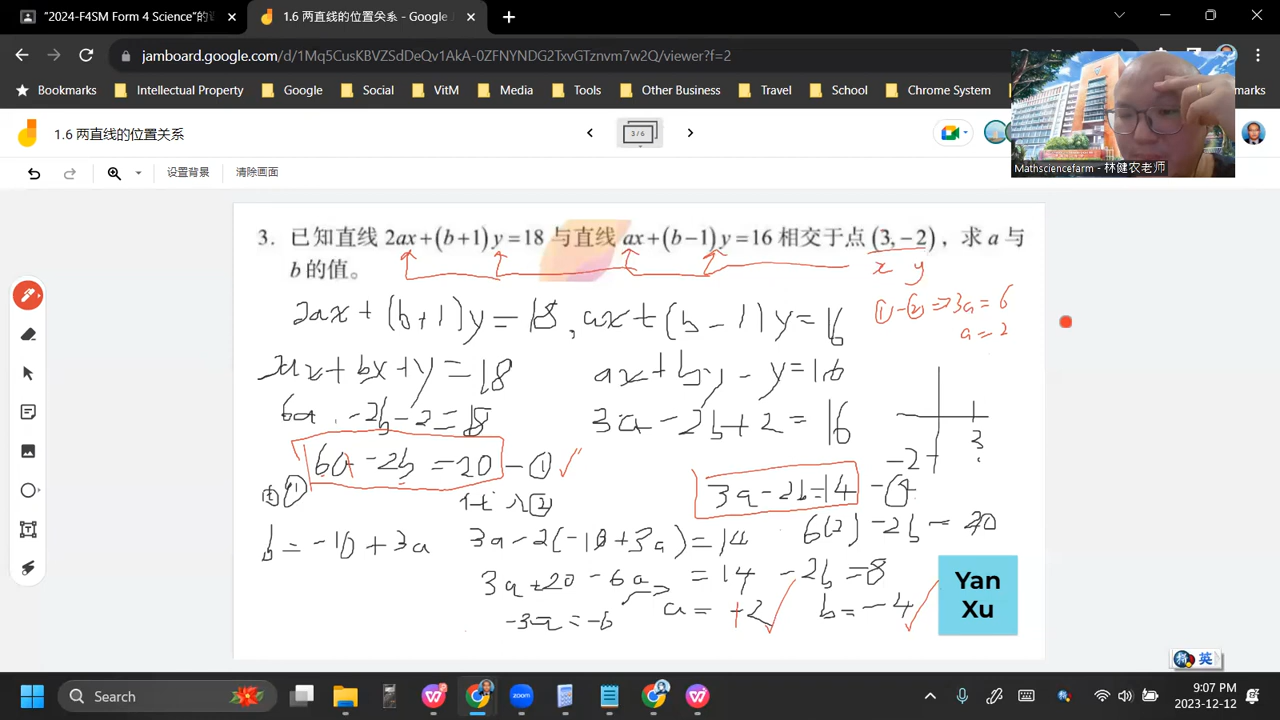 "2024-F4SM Form 4 Science"的
1.6 两直线的位置关系 - Google J
jamboard.google.com/d/1Mq5CusKBVZSdDeQv1AkA-0ZENYNDG2TxvGTznvm7w2Q/viewer?f=2
Bookmarks Intellectual Property Google Social VitM Media Tools Other Business Travel School Chrome System
1.6 两直线的位置关系
3/6
Mathsciencefarm - 林健农老师
设置背景 清除画面
3. 已知直线 2ax+(b+1)y=18 与直线 ax+(b−1)y=16 相交于点 (3,−2)，求 a 与
b 的值。
x y
2ax+(b+1)y=18, ax+(b-1)y=16
①-②⇒3a=6
a=2
ax+by-y=16
6a -2b-2=18
3a-2b+2=16
3
-2
6a-2b=20 -①
3a-2b=14
由① 代入②
b=-10+3a
3a-2(-10+3a)=14
6(2)-2b=20
3a+20-6a=14
-2b=8
-3a=-6
a=+2
b=-4
Yan
Xu
英
Search
9:07 PM
2023-12-12